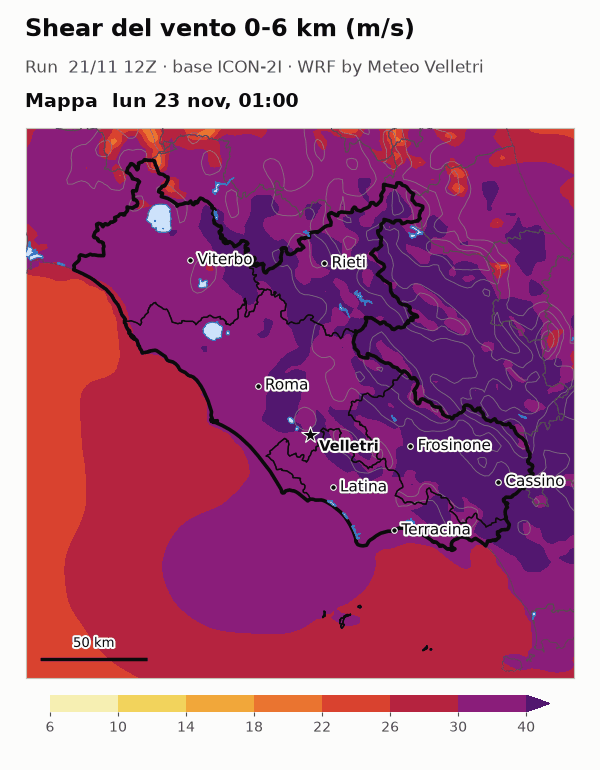 Shear del vento 0-6 km (m/s)
Run 21/11 12Z · base ICON-2I · WRF by Meteo Velletri
Mappa lun 23 nov, 01:00
Viterbo
Rieti
Roma
Velletri
Frosinone
Cassino
Latina
Terracina
50 km
6 10 14 18 22 26 30 40